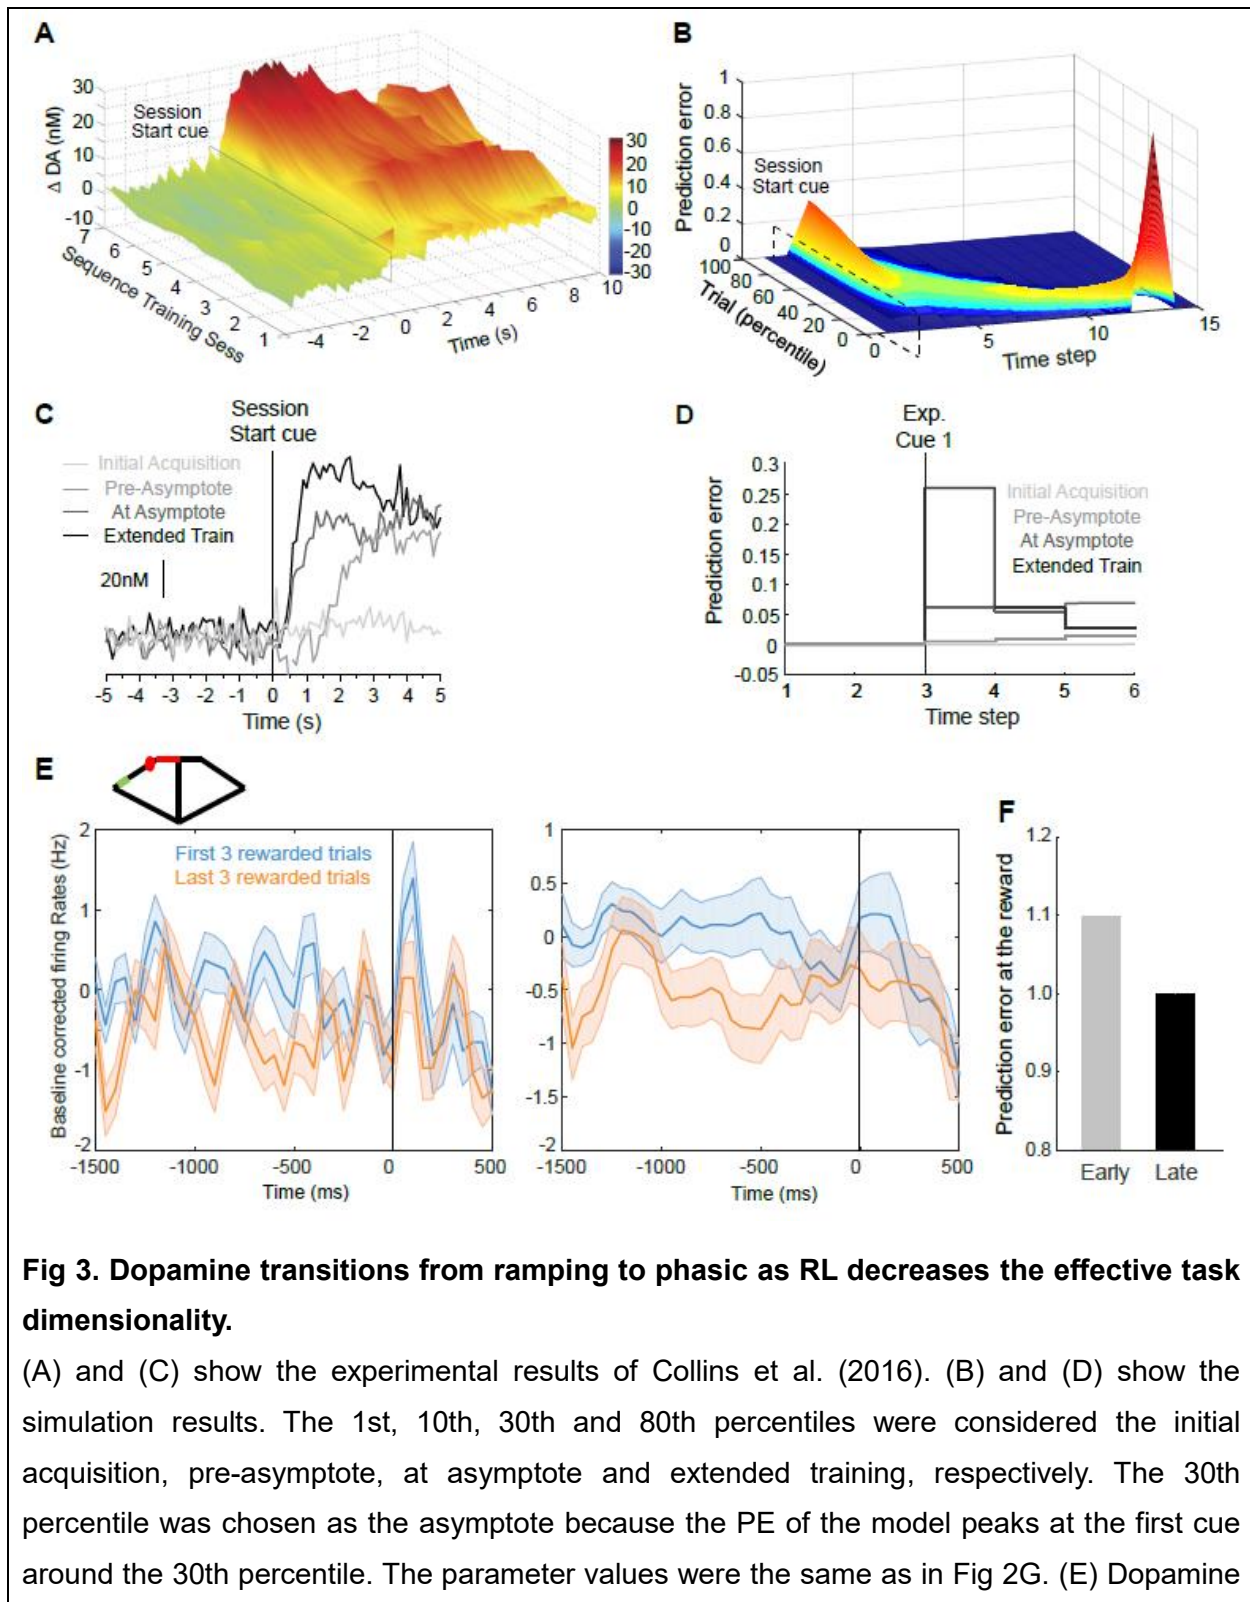 A
Δ DA (nM)
30
20
10
0
-10
Session
Start cue
7
6
5
4
3
2
1
Sequence Training Sess
-4
-2
0
2
4
6
8
10
Time (s)
30
20
10
0
-10
-20
-30
B
Prediction error
1
0.8
0.6
0.4
0.2
0
Session
Start cue
100
80
60
40
20
0
Trial (percentile)
0
5
10
15
Time step
C
Session
Start cue
Initial Acquisition
Pre-Asymptote
At Asymptote
Extended Train
20nM
-5 -4 -3 -2 -1 0 1 2 3 4 5
Time (s)
D
Exp.
Cue 1
Prediction error
0.3
0.25
0.2
0.15
0.1
0.05
0
-0.05
Initial Acquisition
Pre-Asymptote
At Asymptote
Extended Train
1 2 3 4 5 6
Time step
E
Baseline corrected firing Rates (Hz)
2
1
0
-1
-2
First 3 rewarded trials
Last 3 rewarded trials
-1500 -1000 -500 0 500
Time (ms)
1
0.5
0
-0.5
-1
-1.5
-2
-1500 -1000 -500 0 500
Time (ms)
F
Prediction error at the reward
1.2
1.1
1.0
0.9
0.8
Early Late
Fig 3. Dopamine transitions from ramping to phasic as RL decreases the effective task
dimensionality.
(A) and (C) show the experimental results of Collins et al. (2016). (B) and (D) show the
simulation results. The 1st, 10th, 30th and 80th percentiles were considered the initial
acquisition, pre-asymptote, at asymptote and extended training, respectively. The 30th
percentile was chosen as the asymptote because the PE of the model peaks at the first cue
around the 30th percentile. The parameter values were the same as in Fig 2G. (E) Dopamine